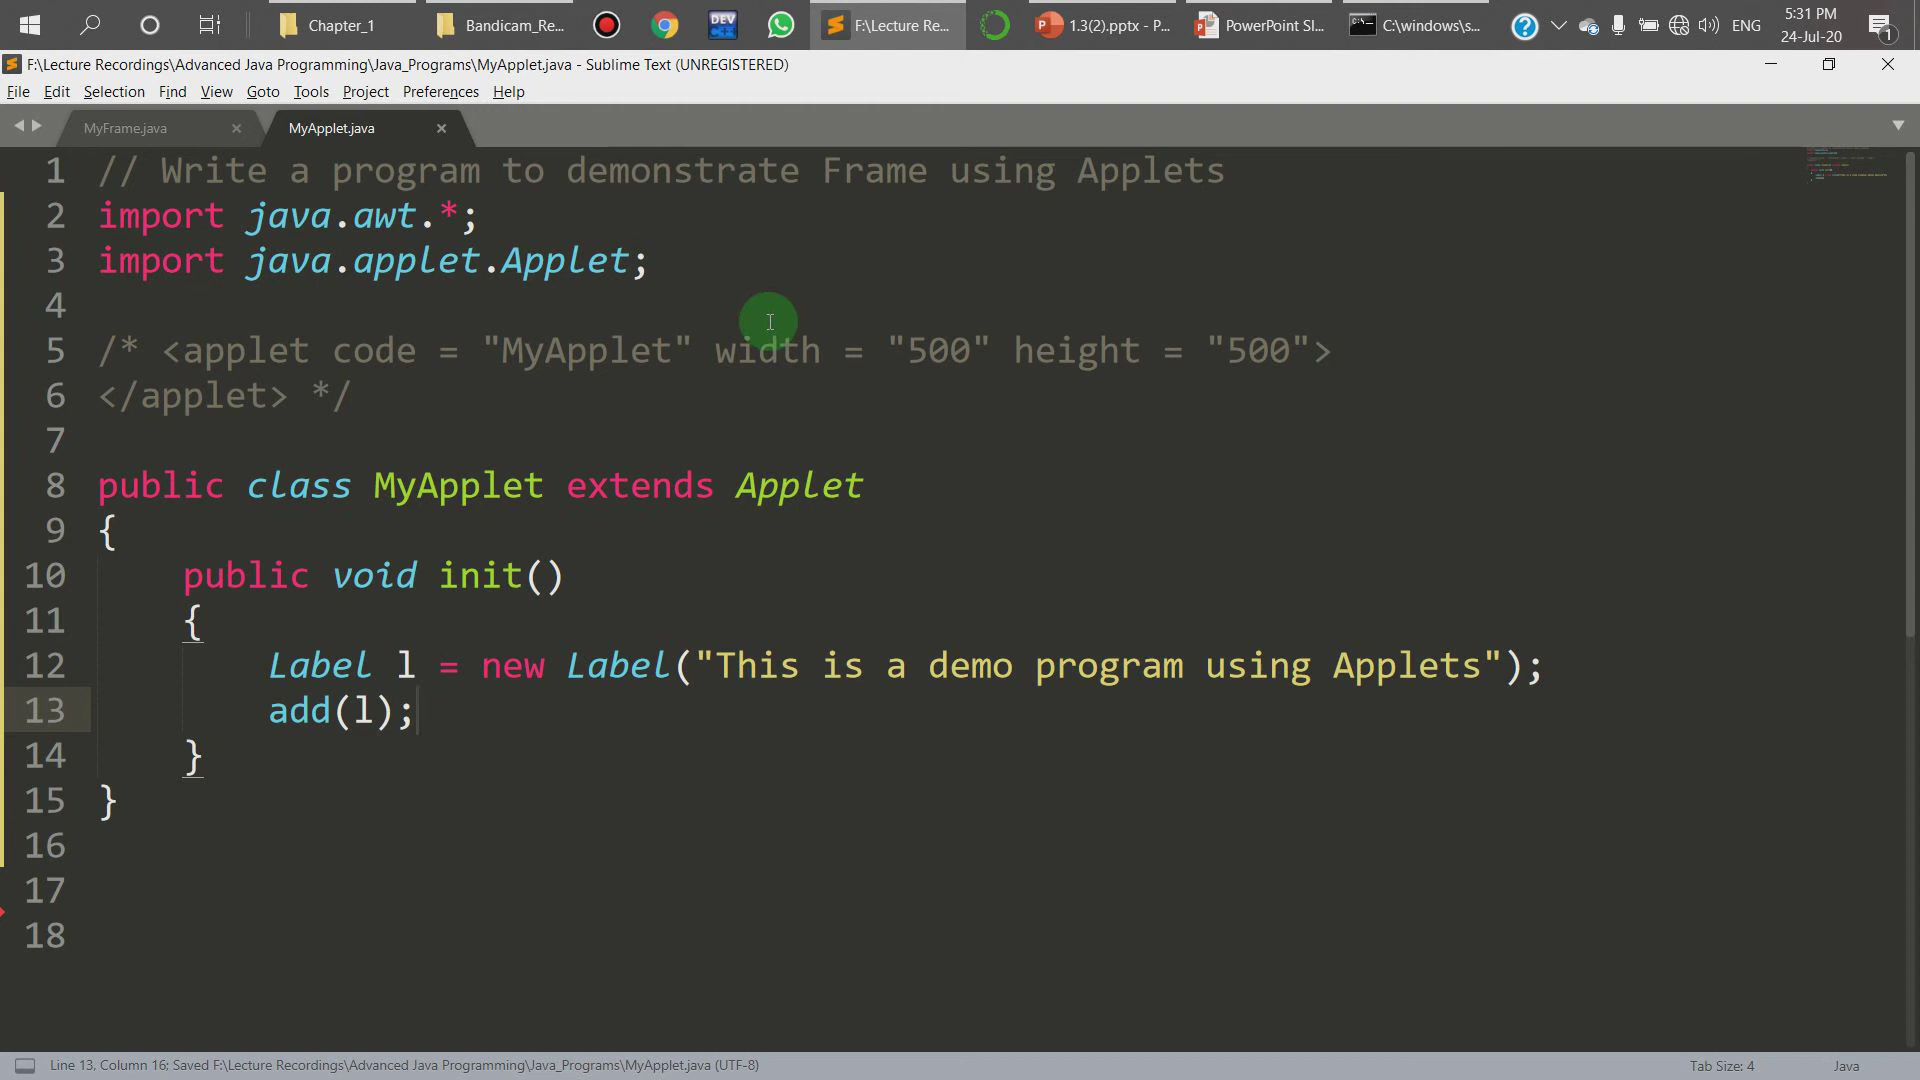 Chapter_1
Bandicam_Re...
DEV
C++
F:\Lecture Re...
1.3(2).pptx - P...
PowerPoint Sl...
C:\windows\s...
ENG
5:31 PM
24-Jul-20
1
F:\Lecture Recordings\Advanced Java Programming\Java_Programs\MyApplet.java - Sublime Text (UNREGISTERED)
File Edit Selection Find View Goto Tools Project Preferences Help
MyFrame.java
MyApplet.java
1 // Write a program to demonstrate Frame using Applets
2 import java.awt.*;
3 import java.applet.Applet;
4
5 /* <applet code = "MyApplet" width = "500" height = "500">
6 </applet> */
7
8 public class MyApplet extends Applet
9 {
10 public void init()
11 {
12 Label l = new Label("This is a demo program using Applets");
13 add(l);
14 }
15 }
16
17
18
Line 13, Column 16; Saved F:\Lecture Recordings\Advanced Java Programming\Java_Programs\MyApplet.java (UTF-8)
Tab Size: 4
Java